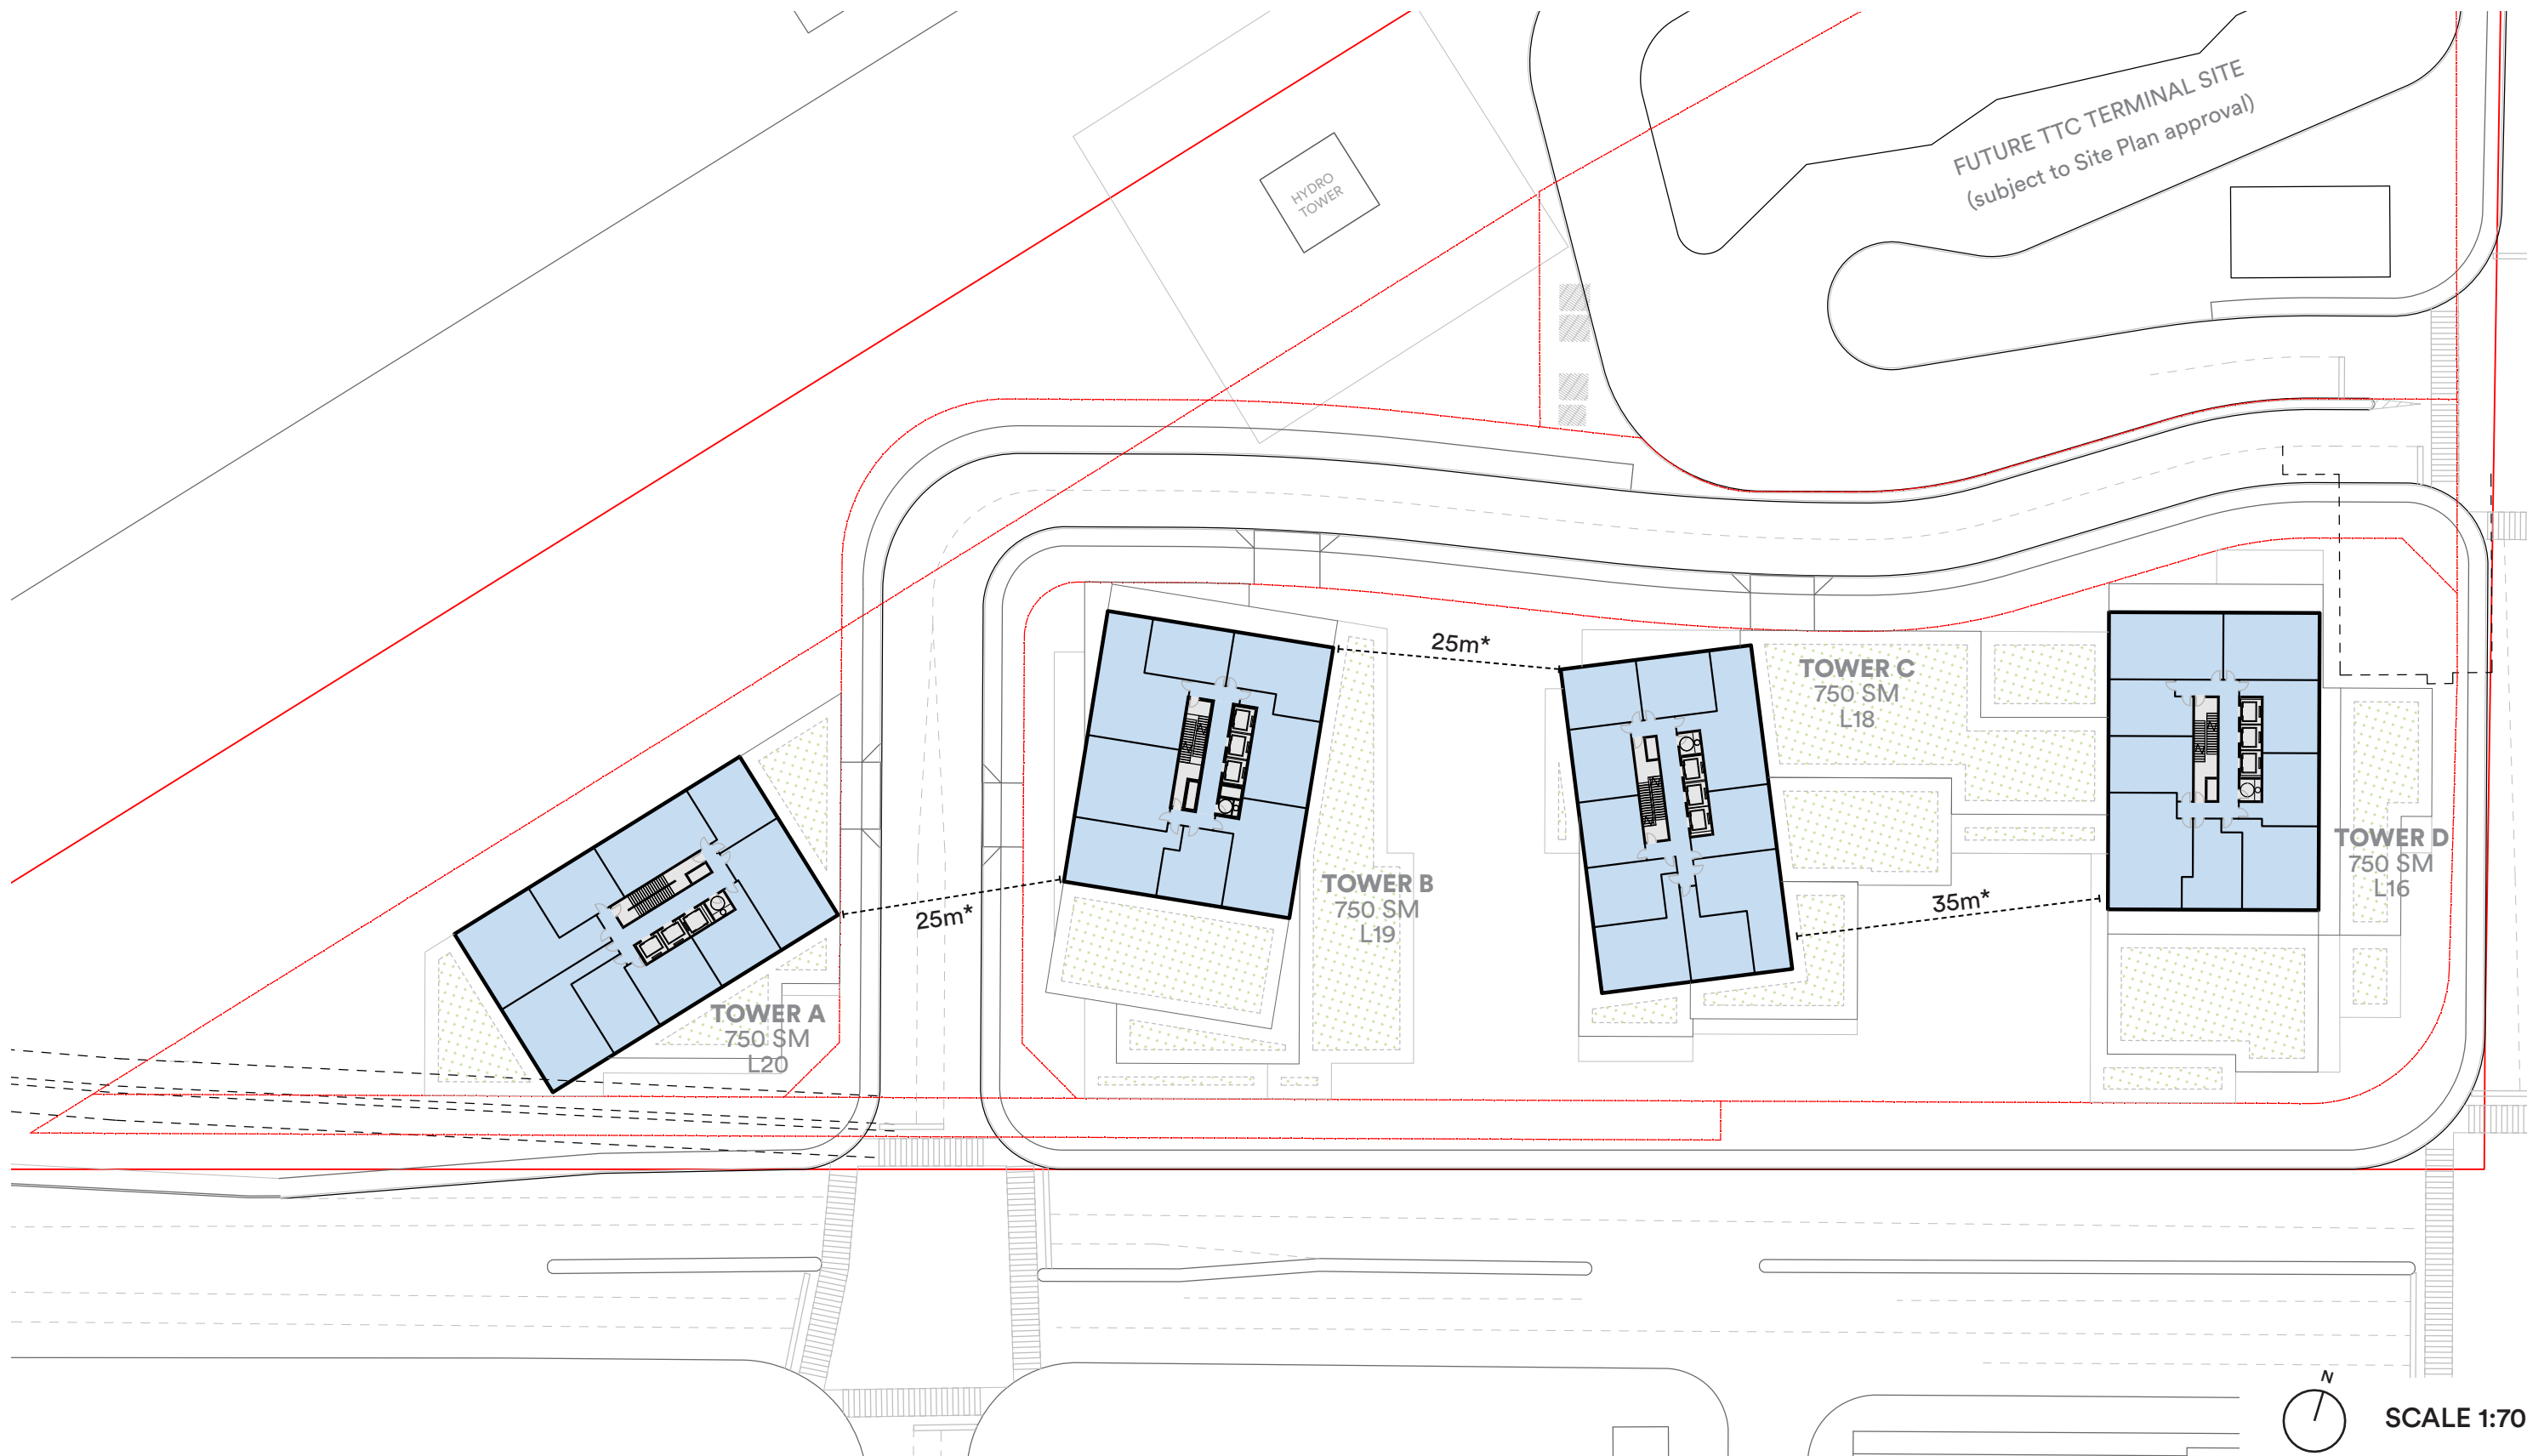 FUTURE TTC TERMINAL SITE
(subject to Site Plan approval)
HYDRO
TOWER
25m*
TOWER C
750 SM
L18
TOWER D
750 SM
L16
TOWER B
750 SM
L19
35m*
25m*
TOWER A
750 SM
L20
N
SCALE 1:70